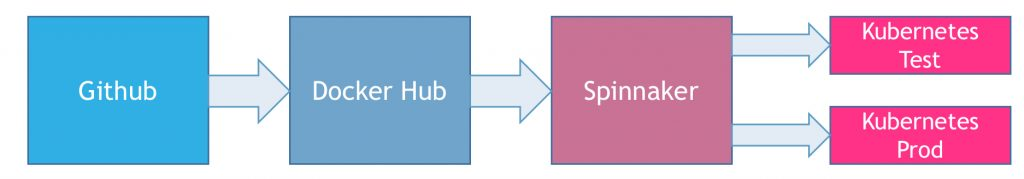 Github
Docker Hub
Spinnaker
Kubernetes
Test
Kubernetes
Prod